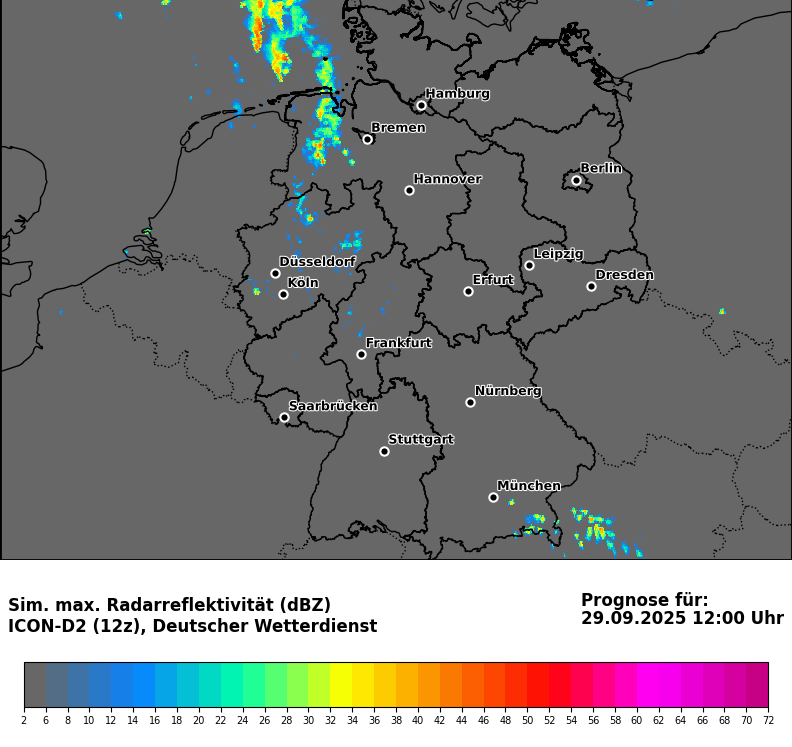 Hamburg
Bremen
Berlin
Hannover
Leipzig
Düsseldorf
Dresden
Köln
Erfurt
Frankfurt
Nürnberg
Saarbrücken
Stuttgart
München
Sim. max. Radarreflektivität (dBZ)
ICON-D2 (12z), Deutscher Wetterdienst
Prognose für:
29.09.2025 12:00 Uhr
2 6 8 10 12 14 16 18 20 22 24 26 28 30 32 34 36 38 40 42 44 46 48 50 52 54 56 58 60 62 64 66 68 70 72